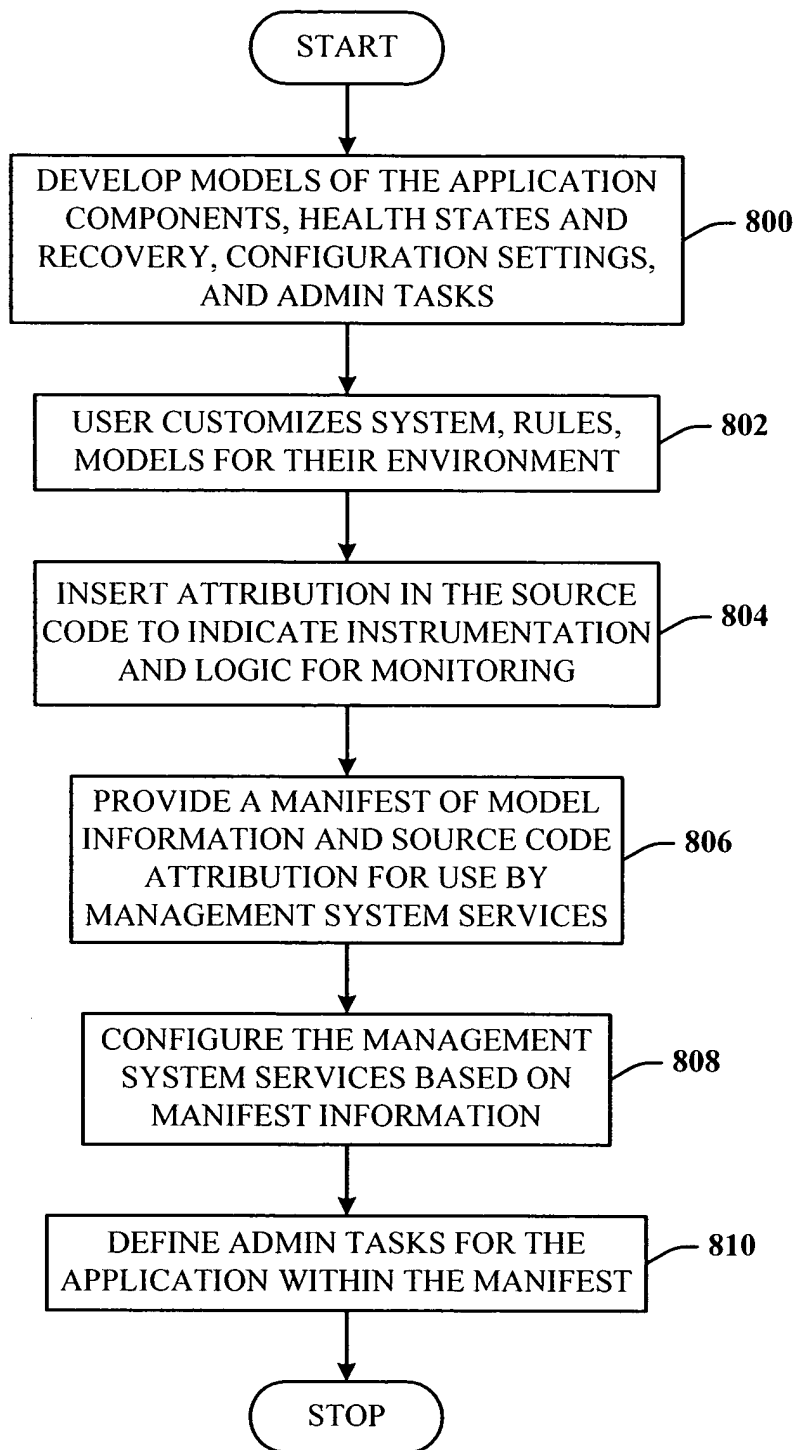 START
DEVELOP MODELS OF THE APPLICATION
COMPONENTS, HEALTH STATES AND
RECOVERY, CONFIGURATION SETTINGS,
AND ADMIN TASKS
800
USER CUSTOMIZES SYSTEM, RULES,
MODELS FOR THEIR ENVIRONMENT
802
INSERT ATTRIBUTION IN THE SOURCE
CODE TO INDICATE INSTRUMENTATION
AND LOGIC FOR MONITORING
804
PROVIDE A MANIFEST OF MODEL
INFORMATION AND SOURCE CODE
ATTRIBUTION FOR USE BY
MANAGEMENT SYSTEM SERVICES
806
CONFIGURE THE MANAGEMENT
SYSTEM SERVICES BASED ON
MANIFEST INFORMATION
808
DEFINE ADMIN TASKS FOR THE
APPLICATION WITHIN THE MANIFEST
810
STOP